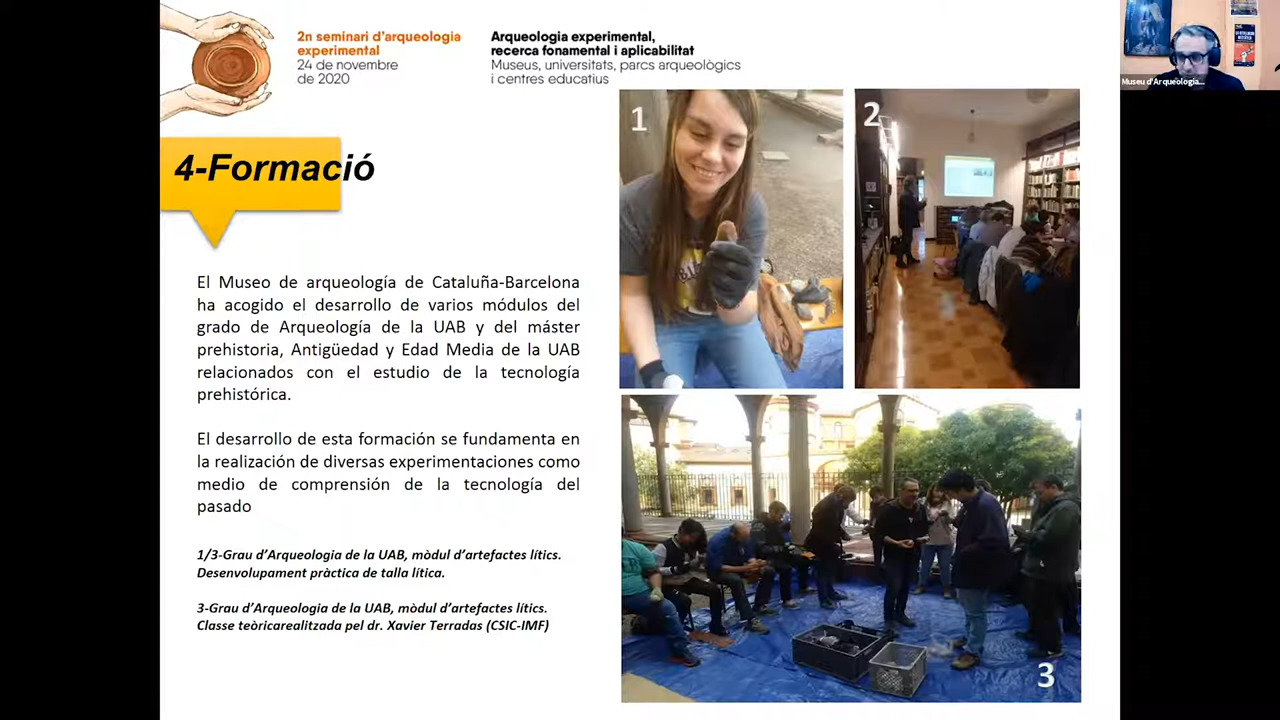 2n seminari d'arqueologia
experimental
24 de novembre
de 2020
Arqueologia experimental,
recerca fonamental i aplicabilitat
Museus, universitats, parcs arqueològics
i centres educatius
Museu d'Arqueologia...
4-Formació
El Museo de arqueología de Cataluña-Barcelona
ha acogido el desarrollo de varios módulos del
grado de Arqueología de la UAB y del máster
prehistoria, Antigüedad y Edad Media de la UAB
relacionados con el estudio de la tecnología
prehistórica.
El desarrollo de esta formación se fundamenta en
la realización de diversas experimentaciones como
medio de comprensión de la tecnología del
pasado
1/3-Grau d'Arqueologia de la UAB, mòdul d'artefactes lítics.
Desenvolupament pràctica de talla lítica.
3-Grau d'Arqueologia de la UAB, mòdul d'artefactes lítics.
Classe teòricarealitzada pel dr. Xavier Terradas (CSIC-IMF)
1
2
3